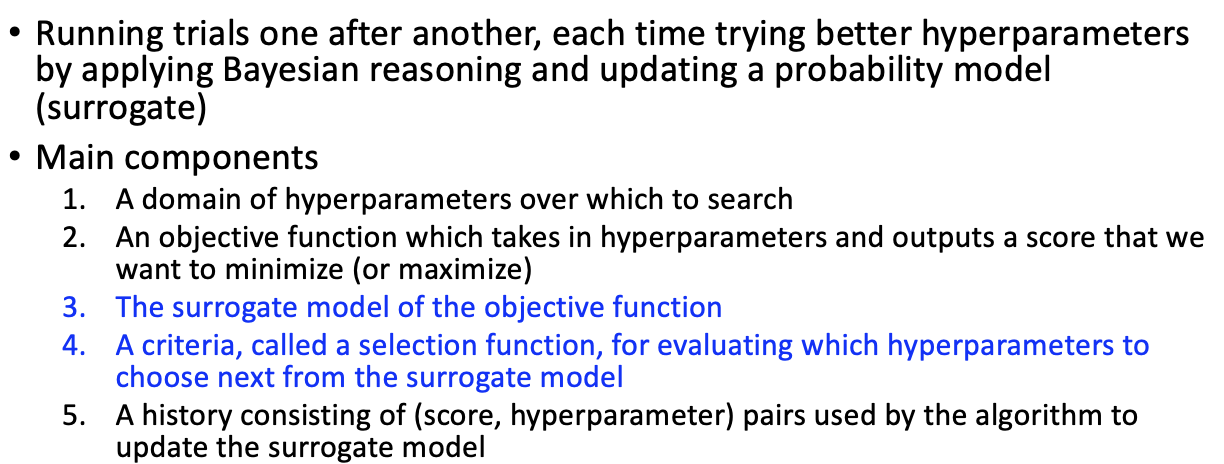 • Running trials one after another, each time trying better hyperparameters
by applying Bayesian reasoning and updating a probability model
(surrogate)
• Main components
1. A domain of hyperparameters over which to search
2. An objective function which takes in hyperparameters and outputs a score that we
want to minimize (or maximize)
3. The surrogate model of the objective function
4. A criteria, called a selection function, for evaluating which hyperparameters to
choose next from the surrogate model
5. A history consisting of (score, hyperparameter) pairs used by the algorithm to
update the surrogate model